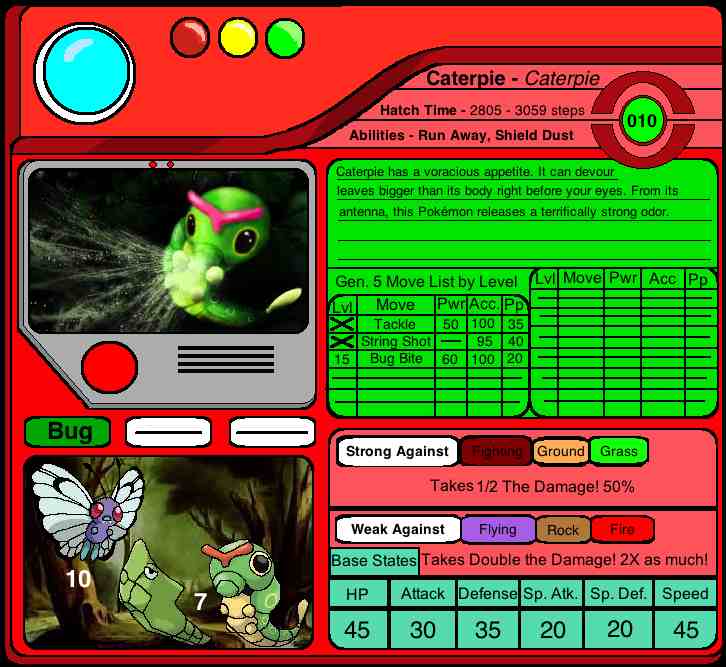 Caterpie - Caterpie
Hatch Time - 2805 - 3059 steps
Abilities - Run Away, Shield Dust
010
Caterpie has a voracious appetite. It can devour
leaves bigger than its body right before your eyes. From its
antenna, this Pokémon releases a terrifically strong odor.
Gen. 5 Move List by Level
Lvl Move Pwr Acc. Pp
Tackle 50 100 35
String Shot — 95 40
15 Bug Bite 60 100 20
Lvl Move Pwr Acc Pp
Bug
10
7
Strong Against Fighting Ground Grass
Takes 1/2 The Damage! 50%
Weak Against Flying Rock Fire
Base States Takes Double the Damage! 2X as much!
HP Attack Defense Sp. Atk. Sp. Def. Speed
45 30 35 20 20 45